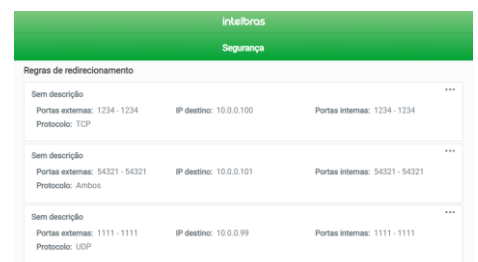 intelbras
Segurança
Regras de redirecionamento
Sem descrição
Portas externas: 1234 - 1234 IP destino: 10.0.0.100 Portas internas: 1234 - 1234
Protocolo: TCP
Sem descrição
Portas externas: 54321 - 54321 IP destino: 10.0.0.101 Portas internas: 54321 - 54321
Protocolo: Ambos
Sem descrição
Portas externas: 1111 - 1111 IP destino: 10.0.0.99 Portas internas: 1111 - 1111
Protocolo: UDP